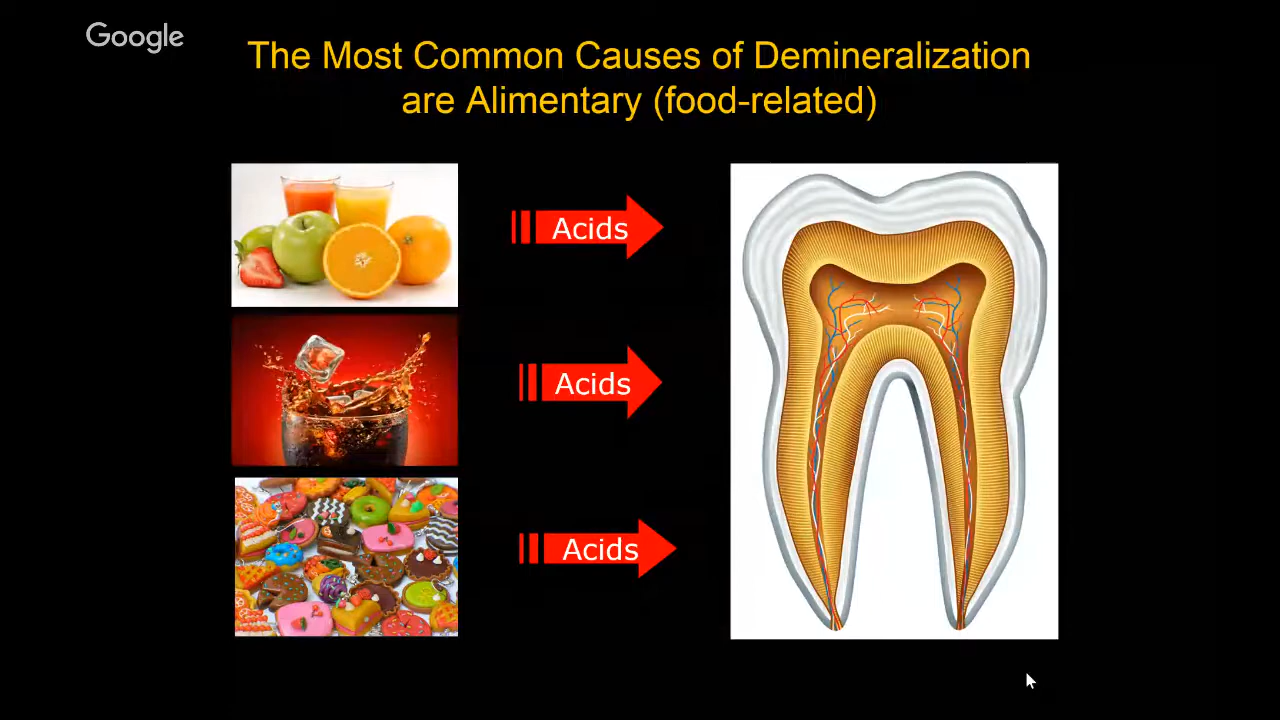 Google
The Most Common Causes of Demineralization
are Alimentary (food-related)
Acids
Acids
Acids